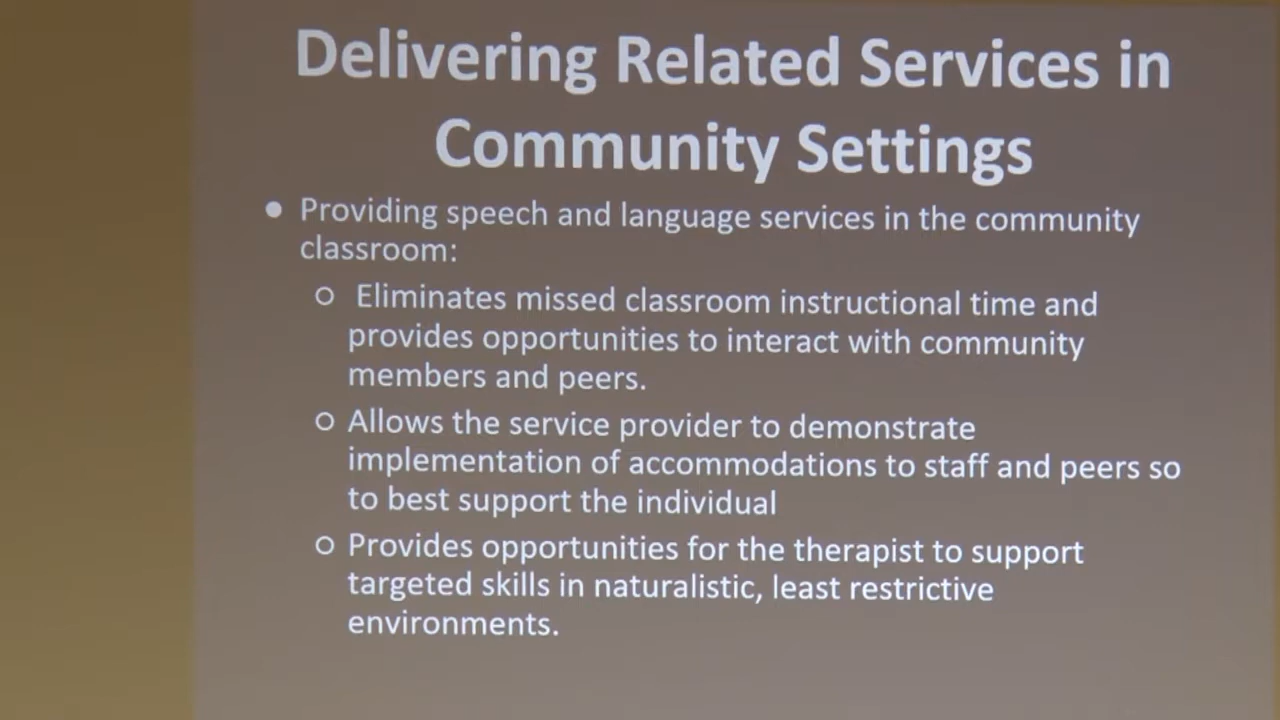 Delivering Related Services in
Community Settings
● Providing speech and language services in the community
classroom:
○ Eliminates missed classroom instructional time and
provides opportunities to interact with community
members and peers.
○ Allows the service provider to demonstrate
implementation of accommodations to staff and peers so
to best support the individual
○ Provides opportunities for the therapist to support
targeted skills in naturalistic, least restrictive
environments.